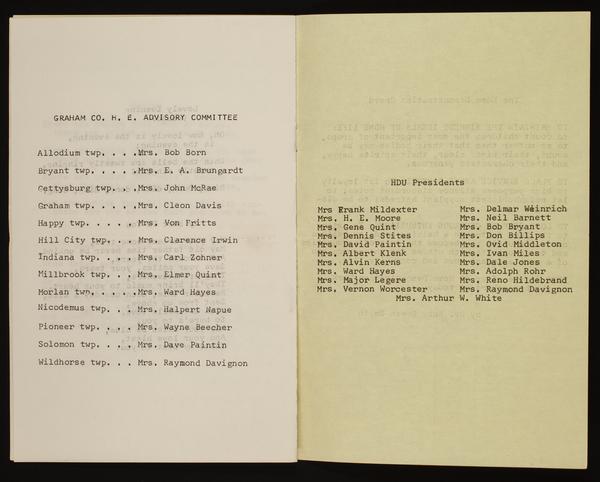 GRAHAM CO. H. E. ADVISORY COMMITTEE
Allodium twp. . . .Mrs. Bob Born
Bryant twp. . . . .Mrs. E. A. Brungardt
Gettysburg twp. . .Mrs. John McRae
Graham twp. . . . .Mrs. Cleon Davis
Happy twp. . . . . Mrs. Von Fritts
Hill City twp. . . Mrs. Clarence Irwin
Indiana twp. . . . Mrs. Carl Zohner
Millbrook twp. . . Mrs. Elmer Quint
Morlan twp. . . . .Mrs. Ward Hayes
Nicodemus twp. . . Mrs. Halpert Napue
Pioneer twp. . . . Mrs. Wayne Beecher
Solomon twp. . . . Mrs. Dave Paintin
Wildhorse twp. . . Mrs. Raymond Davignon
HDU Presidents
Mrs Frank Mildexter
Mrs. H. E. Moore
Mrs. Gene Quint
Mrs. Dennis Stites
Mrs. David Paintin
Mrs. Albert Klenk
Mrs. Alvin Kerns
Mrs. Ward Hayes
Mrs. Major Legere
Mrs. Vernon Worcester
Mrs. Delmar Weinrich
Mrs. Neil Barnett
Mrs. Bob Bryant
Mrs. Don Billips
Mrs. Ovid Middleton
Mrs. Ivan Miles
Mrs. Dale Jones
Mrs. Adolph Rohr
Mrs. Reno Hildebrand
Mrs. Raymond Davignon
Mrs. Arthur W. White